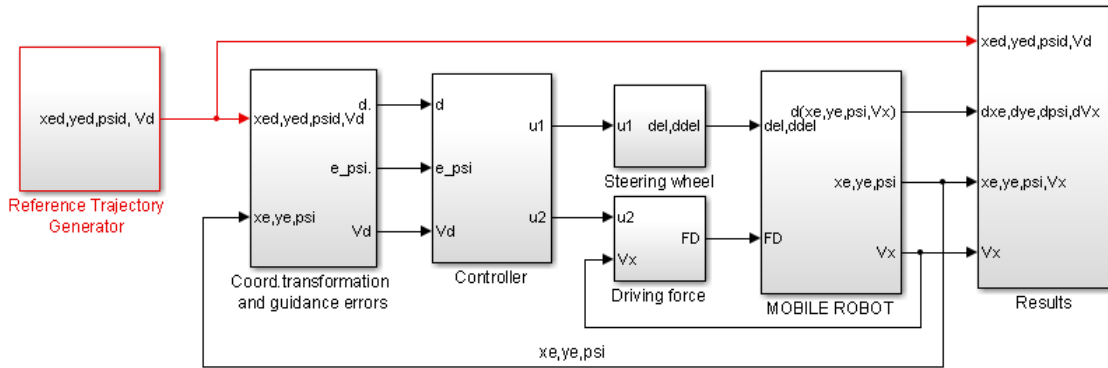 xed,yed,psid, Vd
Reference Trajectory
Generator
xed,yed,psid,Vd
xe,ye,psi
d.
e_psi.
Vd
Coord.transformation
and guidance errors
d
e_psi
Vd
u1
u2
Controller
u1
del,ddel
Steering wheel
u2
Vx
FD
Driving force
d(xe,ye,psi,Vx)
del,ddel
xe,ye,psi
FD
Vx
MOBILE ROBOT
xed,yed,psid,Vd
dxe,dye,dpsi,dVx
xe,ye,psi,Vx
Vx
Results
xe,ye,psi